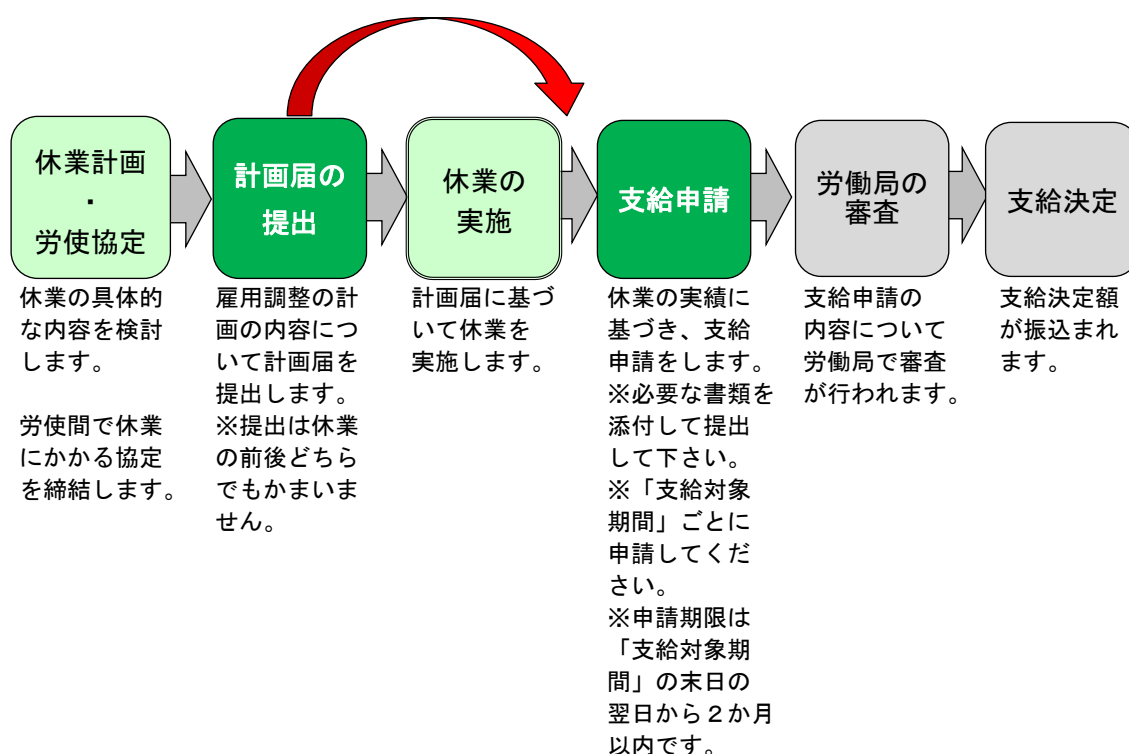 休業計画
・
労使協定
計画届の
提出
休業の
実施
支給申請
労働局の
審査
支給決定
休業の具体的
な内容を検討
します。
労使間で休業
にかかる協定
を締結します。
雇用調整の計
画の内容につ
いて計画届を
提出します。
※提出は休業
の前後どちら
でもかまいま
せん。
計画届に基づ
いて休業を
実施します。
休業の実績に
基づき、支給
申請をします。
※必要な書類を
添付して提出
して下さい。
※「支給対象
期間」ごとに
申請してくだ
さい。
※申請期限は
「支給対象期
間」の末日の
翌日から２か月
以内です。
支給申請の
内容について
労働局で審査
が行われます。
支給決定額
が振込まれ
ます。